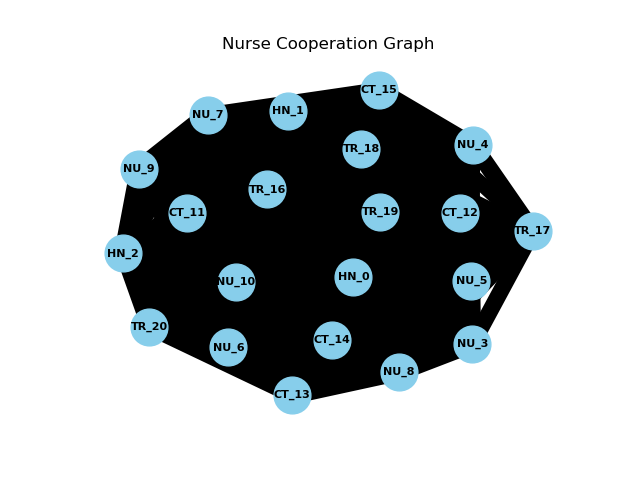 Nurse Cooperation Graph
CT_15
HN_1
NU_7
NU_4
TR_18
NU_9
TR_16
CT_11
TR_19
CT_12
TR_17
HN_2
HN_0
NU_5
NU_10
TR_20
CT_14
NU_3
NU_6
NU_8
CT_13